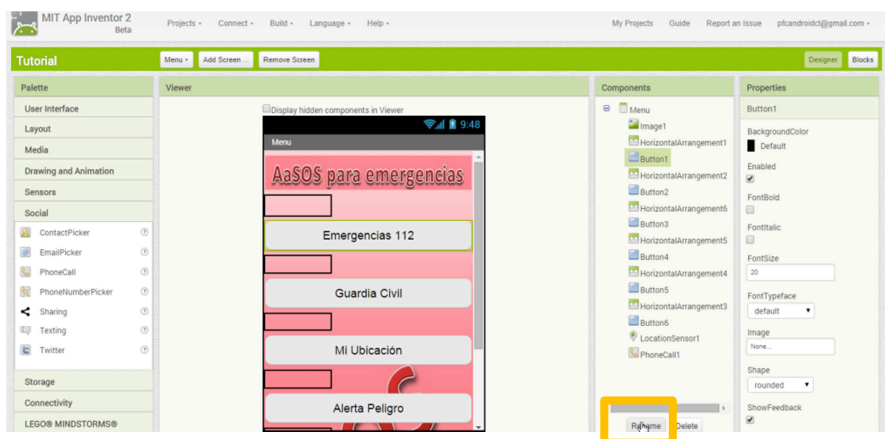 MIT App Inventor 2
Beta
Projects
Connect
Build
Language
Help
My Projects
Guide
Report an Issue
pfcandroidct@gmail.com
Tutorial
Menu
Add Screen ...
Remove Screen
Designer
Blocks
Palette
User Interface
Layout
Media
Drawing and Animation
Sensors
Social
ContactPicker
EmailPicker
PhoneCall
PhoneNumberPicker
Sharing
Texting
Twitter
Storage
Connectivity
LEGO® MINDSTORMS®
Viewer
Display hidden components in Viewer
9:48
Menu
AaSOS para emergencias
Emergencias 112
Guardia Civil
Mi Ubicación
Alerta Peligro
Components
Menu
Image1
HorizontalArrangement1
Button1
HorizontalArrangement2
Button2
HorizontalArrangement6
Button3
HorizontalArrangement5
Button4
HorizontalArrangement4
Button5
HorizontalArrangement3
Button6
LocationSensor1
PhoneCall1
Rename
Delete
Properties
Button1
BackgroundColor
Default
Enabled
FontBold
FontItalic
FontSize
20
FontTypeface
default
Image
None...
Shape
rounded
ShowFeedback